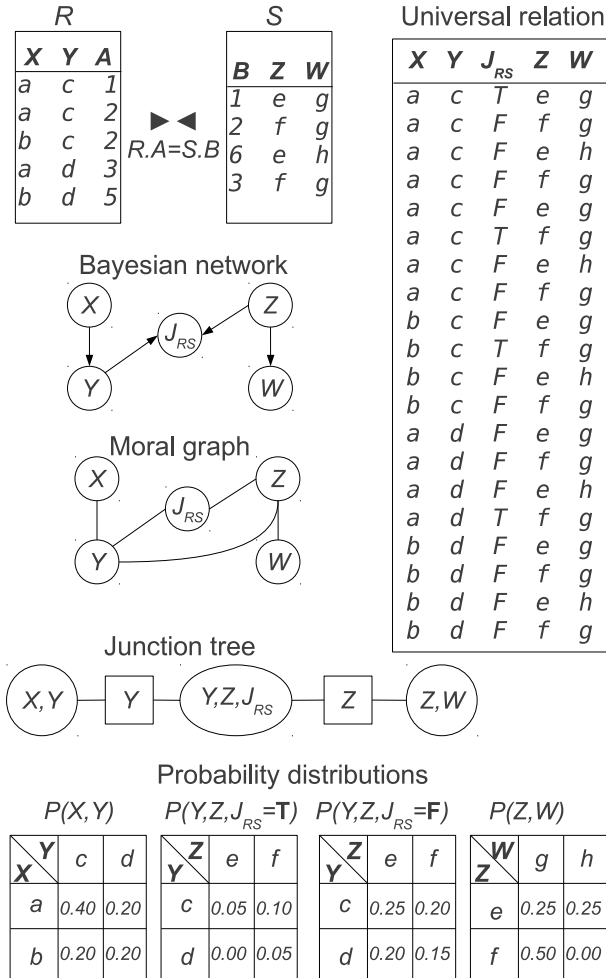 R S Universal relation
X Y A
a c 1
a c 2
b c 2
a d 3
b d 5
R.A=S.B
B Z W
1 e g
2 f g
6 e h
3 f g
X Y J_RS Z W
a c T e g
a c F f g
a c F e h
a c F f g
a c F e g
a c T f g
a c F e h
a c F f g
b c F e g
b c T f g
b c F e h
b c F f g
a d F e g
a d F f g
a d F e h
a d T f g
b d F e g
b d F f g
b d F e h
b d F f g
Bayesian network
X Z
J_RS
Y W
Moral graph
X Z
J_RS
Y W
Junction tree
X,Y Y Y,Z,J_RS Z Z,W
Probability distributions
P(X,Y) P(Y,Z,J_RS=T) P(Y,Z,J_RS=F) P(Z,W)
Y X c d
a 0.40 0.20
b 0.20 0.20
Z Y e f
c 0.05 0.10
d 0.00 0.05
Z Y e f
c 0.25 0.20
d 0.20 0.15
W Z g h
e 0.25 0.25
f 0.50 0.00